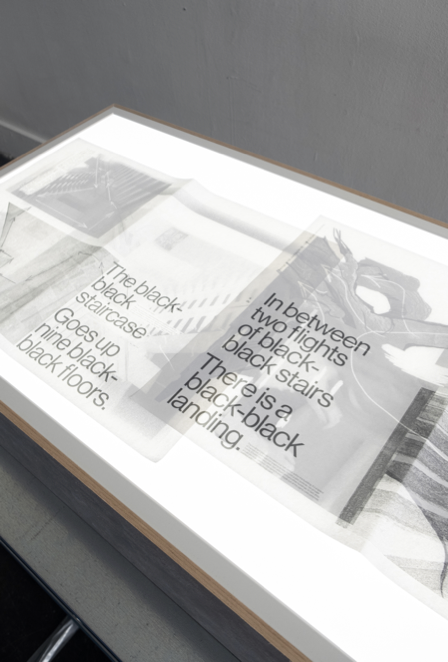 The black-
black
staircase
Goes up
nine black-
black floors.
In between
two flights
of black-
black stairs
There is a
black-black
landing.